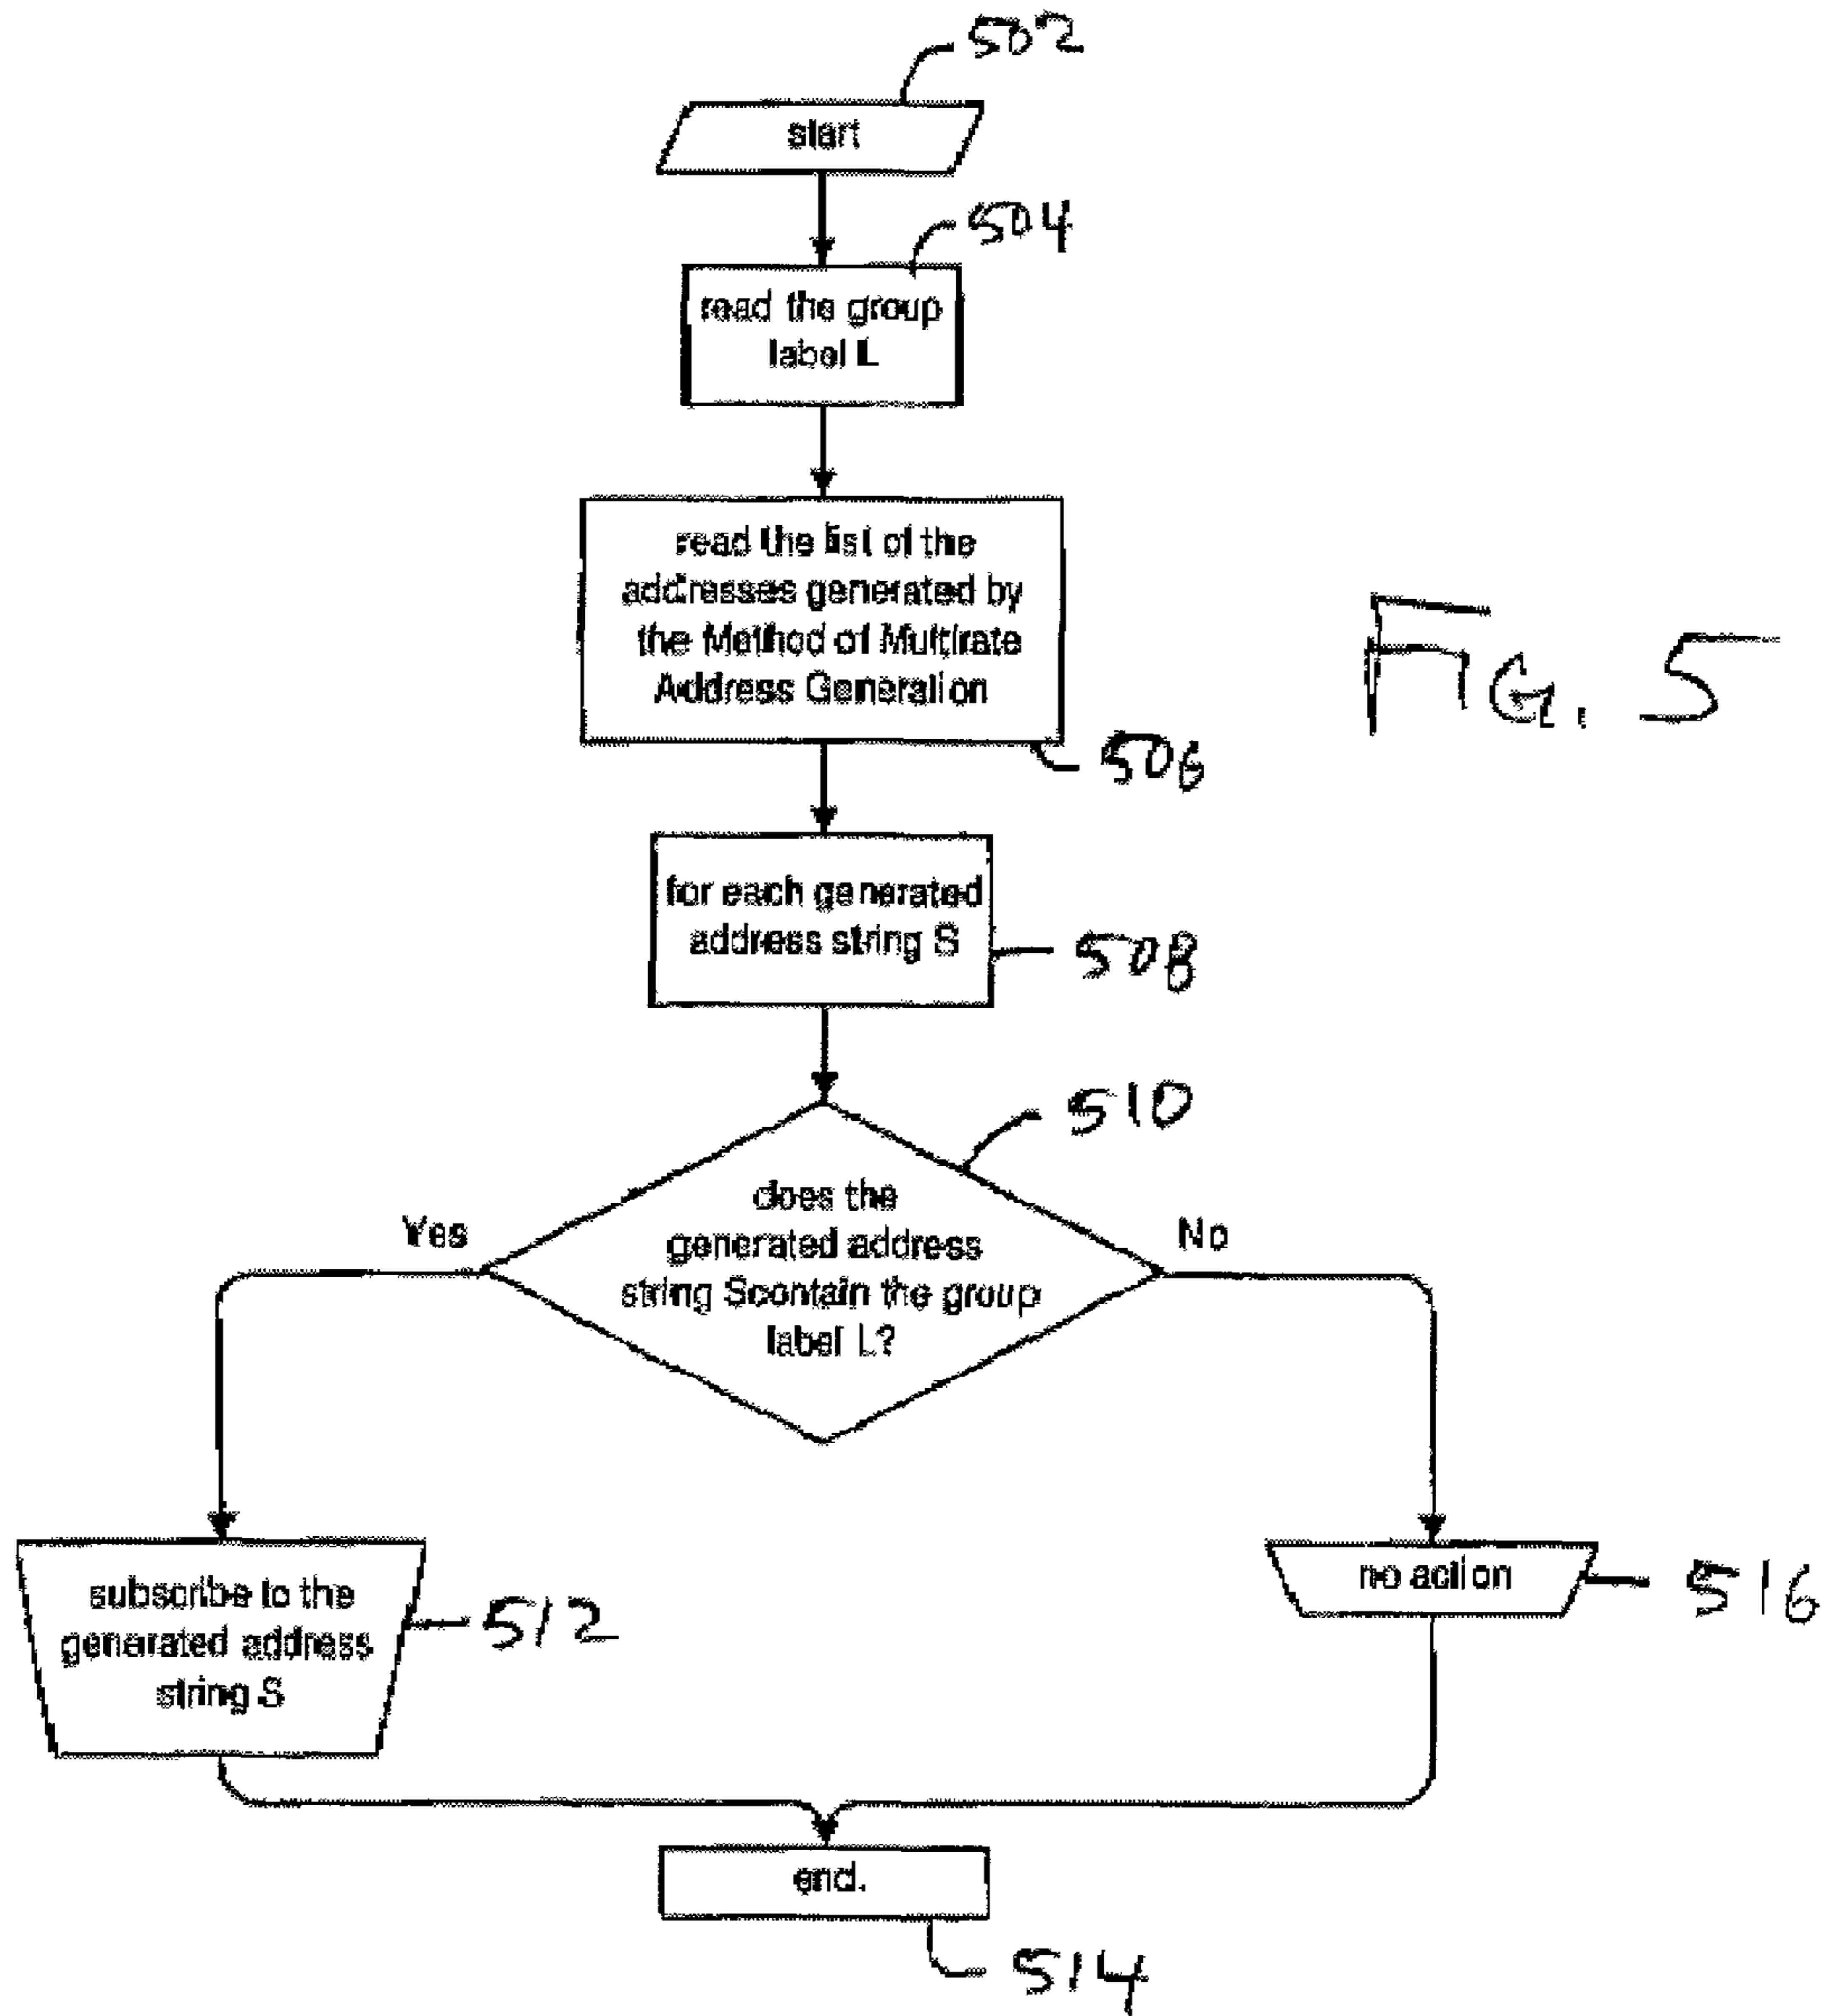 502
start
504
read the group
label L
read the list of the
addresses generated by
the Method of Multirate
Address Generation
FIG. 5
506
for each generated
address string S
508
510
does the
generated address
string Scontain the group
label L?
Yes
No
subscribe to the
generated address
string S
512
no action
516
end.
514